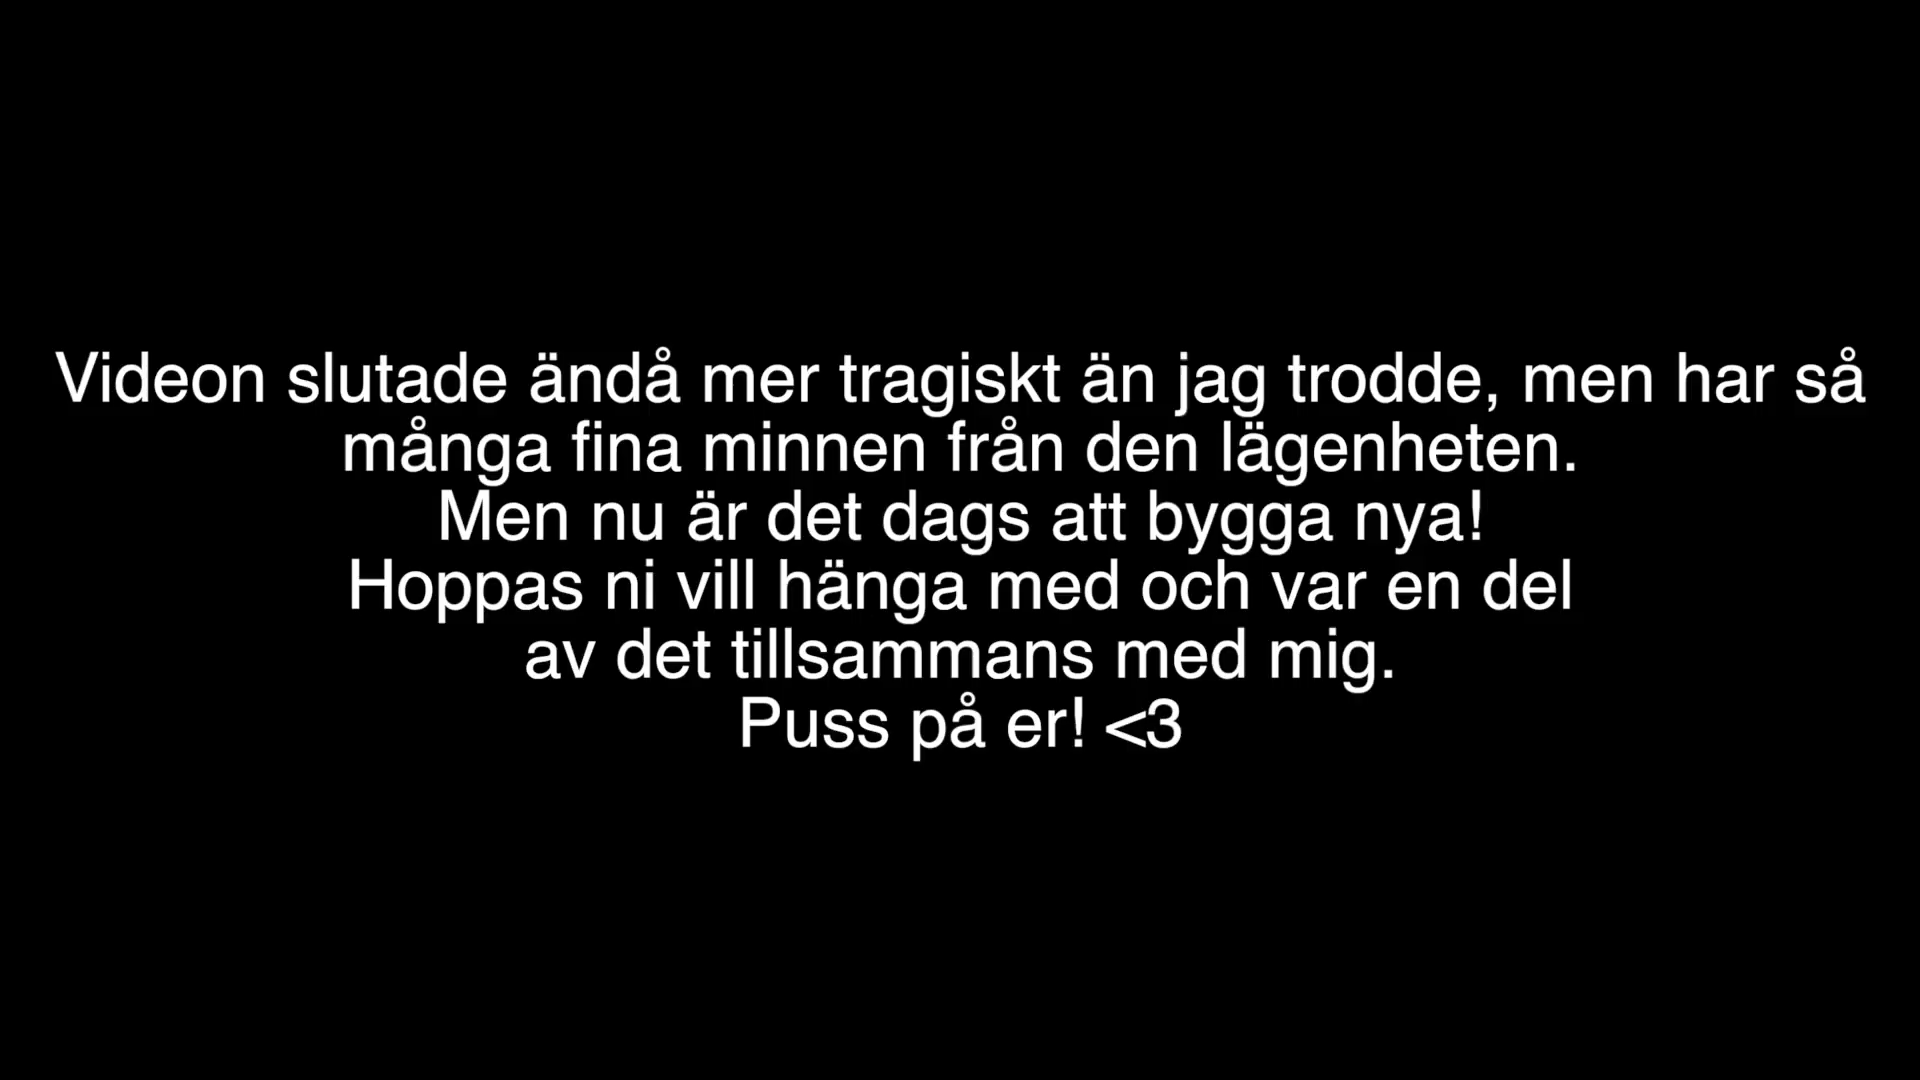 Videon slutade ändå mer tragiskt än jag trodde, men har så
många fina minnen från den lägenheten.
Men nu är det dags att bygga nya!
Hoppas ni vill hänga med och var en del
av det tillsammans med mig.
Puss på er! <3